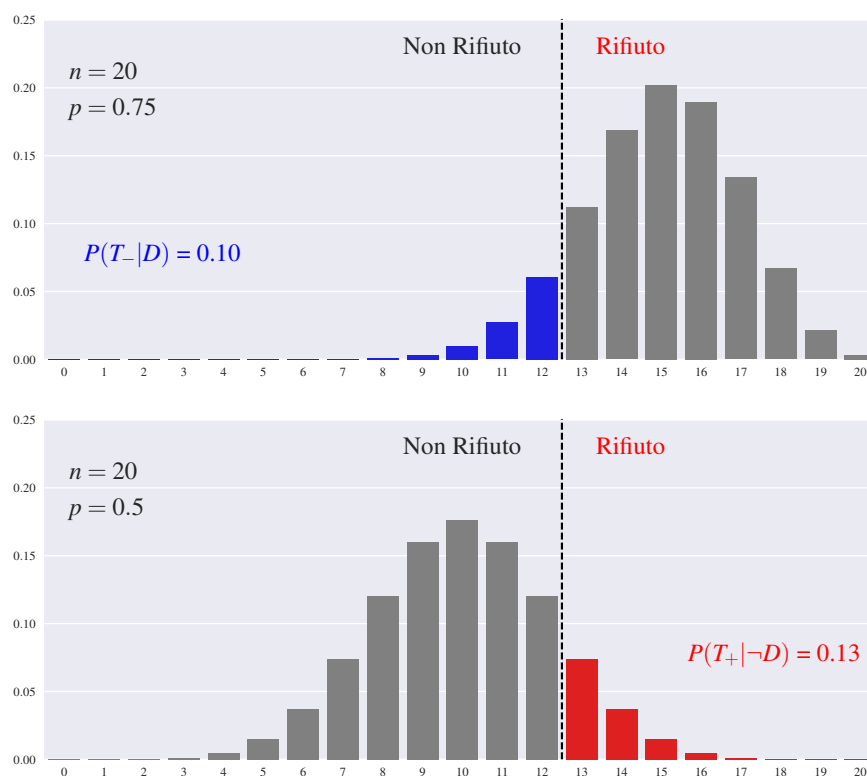 0.25
Non Rifiuto Rifiuto
n = 20
0.20
p = 0.75
0.15
0.10
P(T₋|D) = 0.10
0.05
0.00
0 1 2 3 4 5 6 7 8 9 10 11 12 13 14 15 16 17 18 19 20
0.25
Non Rifiuto Rifiuto
n = 20
0.20
p = 0.5
0.15
0.10
P(T₊|¬D) = 0.13
0.05
0.00
0 1 2 3 4 5 6 7 8 9 10 11 12 13 14 15 16 17 18 19 20